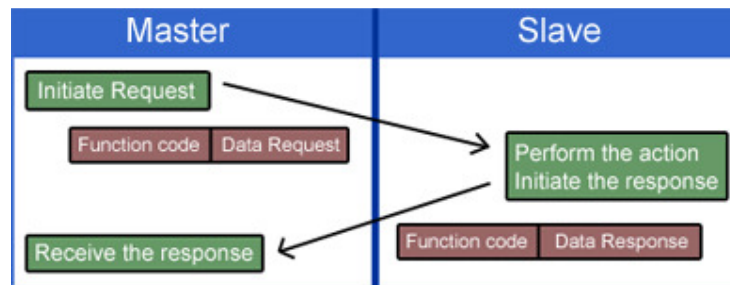 Master
Slave
Initiate Request
Function code Data Request
Perform the action
Initiate the response
Receive the response
Function code Data Response